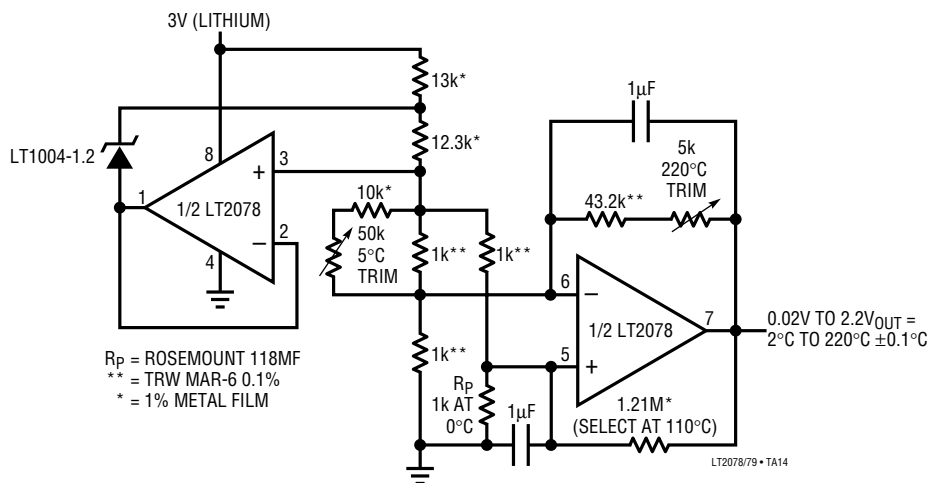 3V (LITHIUM)
13k*
1µF
LT1004-1.2
12.3k*
5k
220°C
TRIM
8
3
+
10k*
43.2k**
1
1/2 LT2078
50k
5°C
TRIM
1k**
1k**
–
2
4
6
–
1/2 LT2078
7
0.02V TO 2.2VOUT =
2°C TO 220°C ±0.1°C
5
+
1k**
RP = ROSEMOUNT 118MF
** = TRW MAR-6 0.1%
* = 1% METAL FILM
RP
1k AT
0°C
1µF
1.21M*
(SELECT AT 110°C)
LT2078/79 • TA14